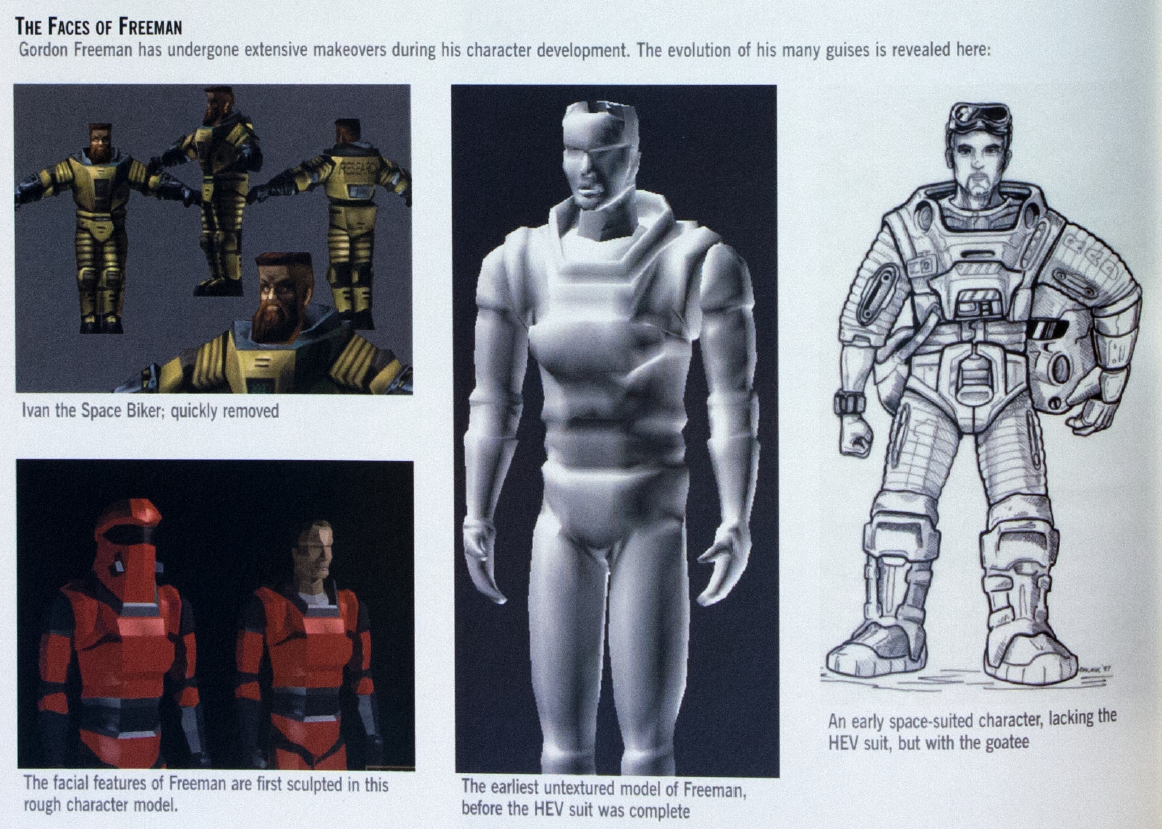 THE FACES OF FREEMAN
Gordon Freeman has undergone extensive makeovers during his character development. The evolution of his many guises is revealed here:
RESEARCH
Ivan the Space Biker; quickly removed
The facial features of Freeman are first sculpted in this
rough character model.
The earliest untextured model of Freeman,
before the HEV suit was complete
An early space-suited character, lacking the
HEV suit, but with the goatee